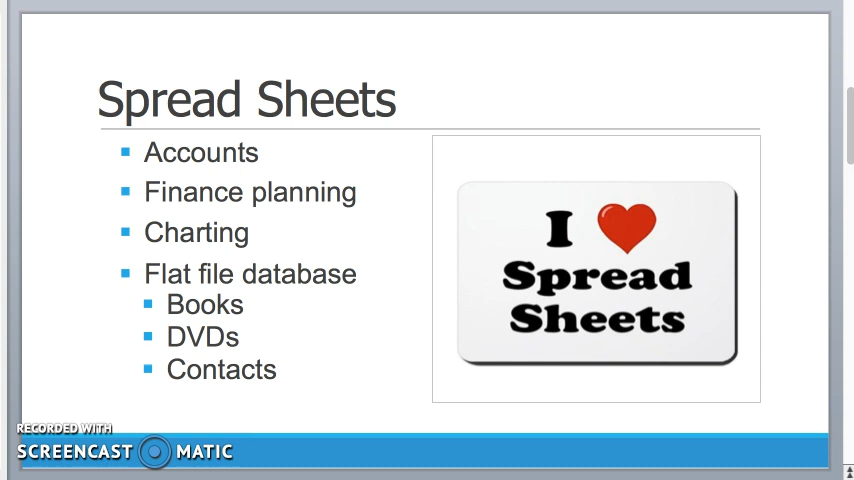 Spread Sheets
Accounts
Finance planning
Charting
Flat file database
Books
DVDs
Contacts
I
Spread
Sheets
RECORDED WITH
SCREENCAST MATIC